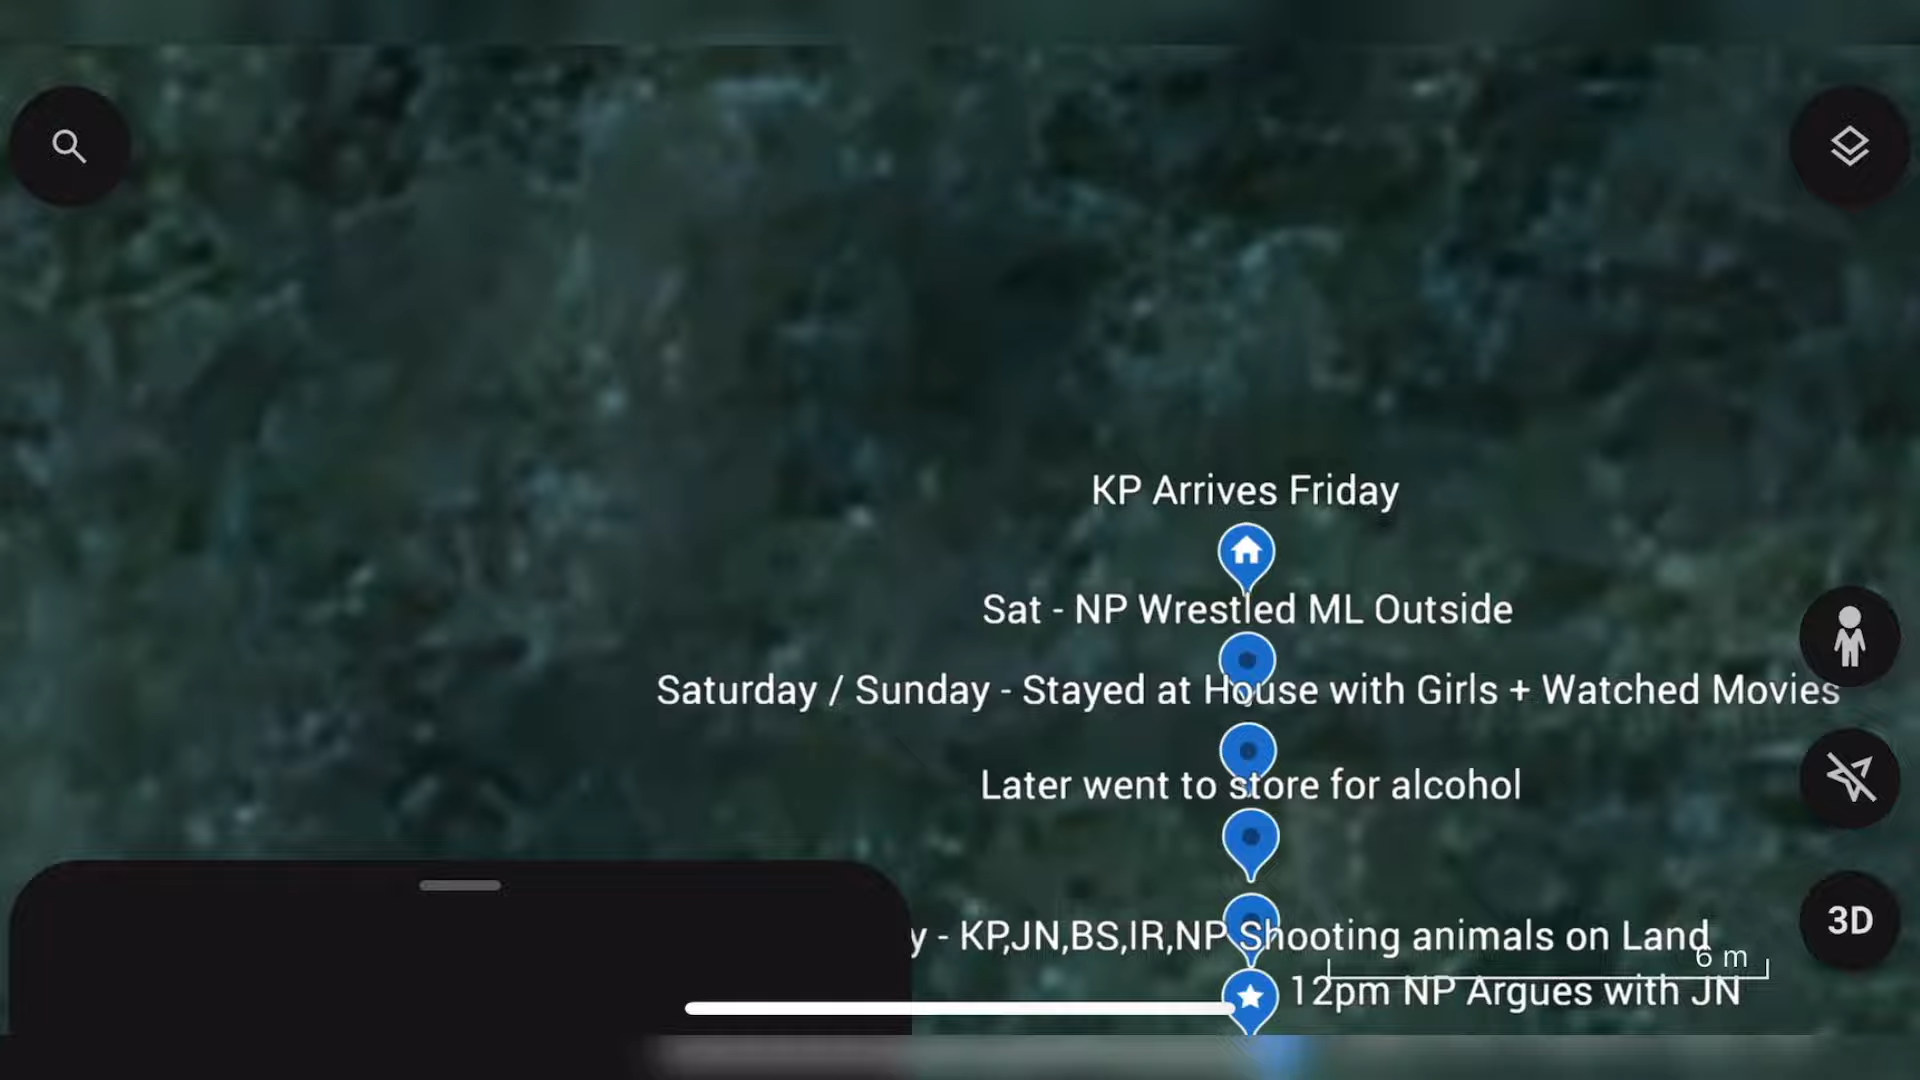 KP Arrives Friday
Sat - NP Wrestled ML Outside
Saturday / Sunday - Stayed at House with Girls + Watched Movies
Later went to store for alcohol
y - KP,JN,BS,IR,NP Shooting animals on Land
6 m
12pm NP Argues with JN
3D